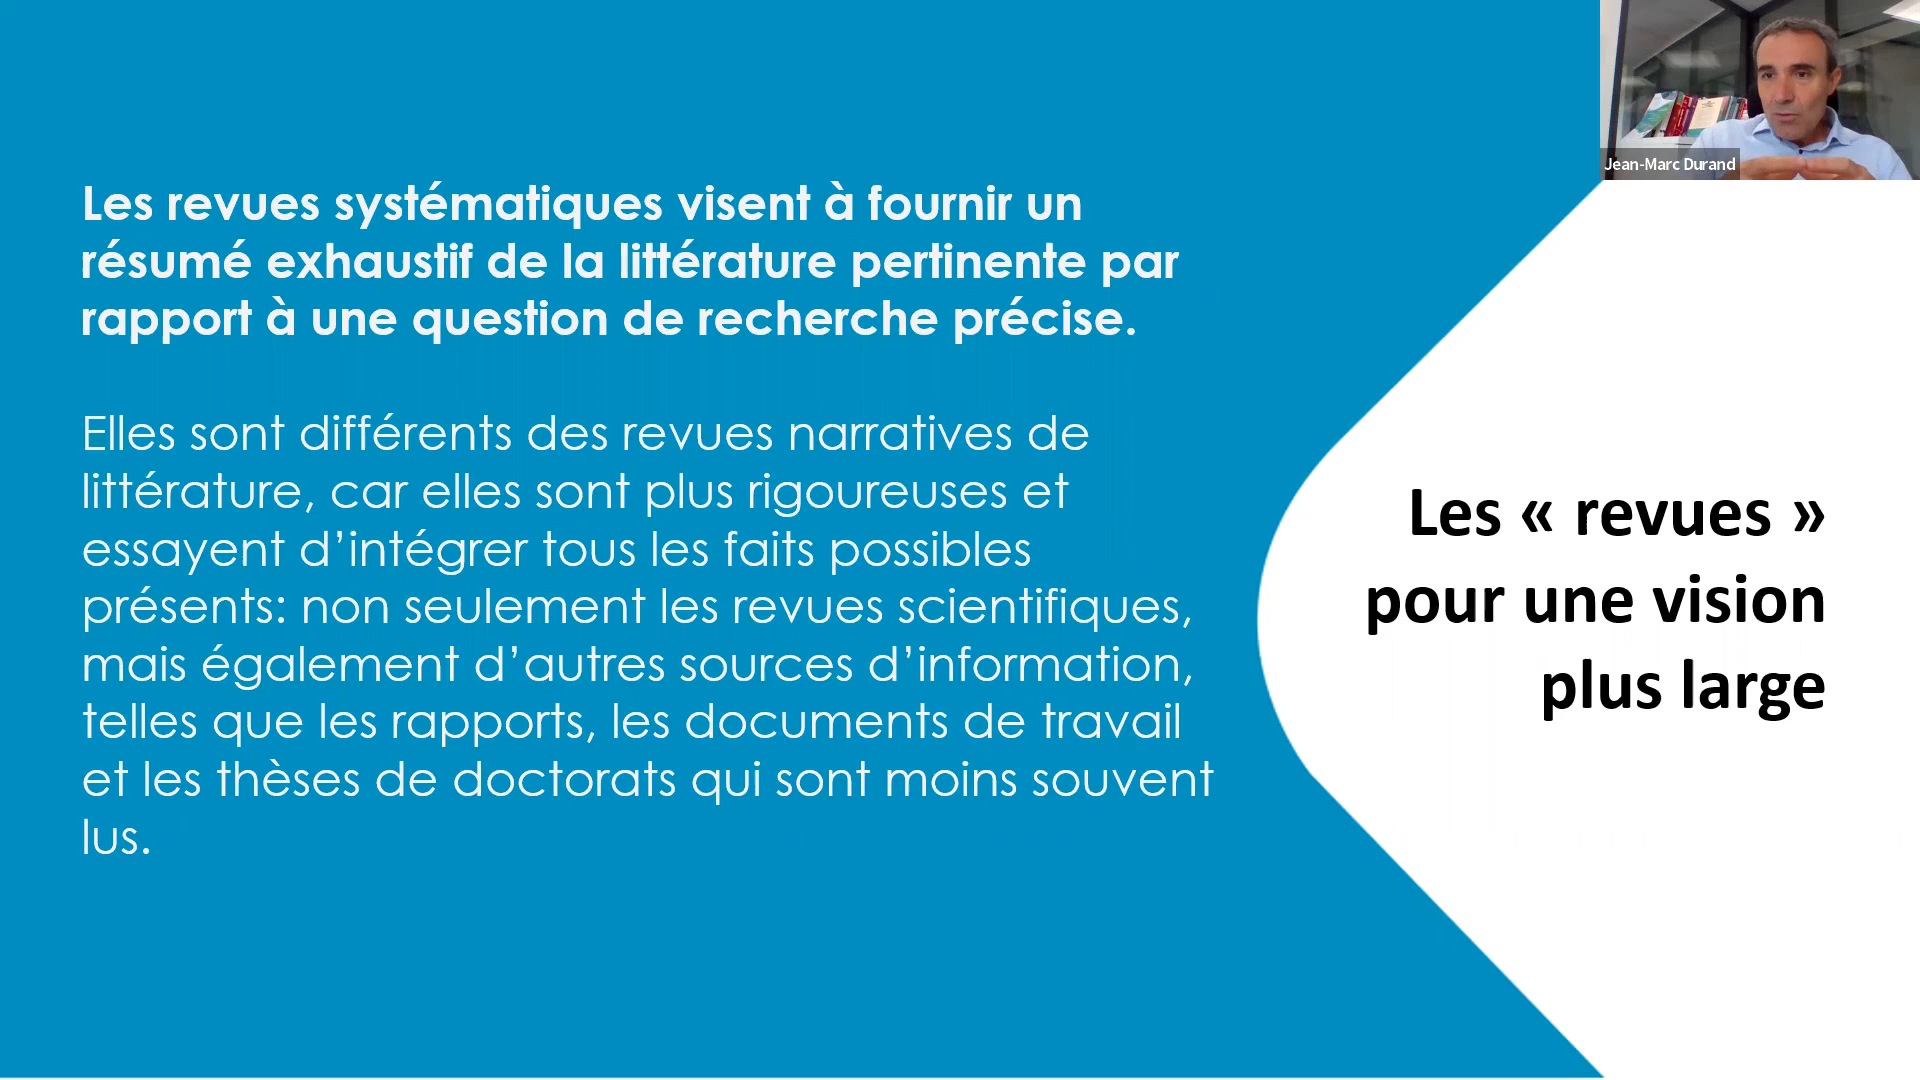 Jean-Marc Durand
Les revues systématiques visent à fournir un
résumé exhaustif de la littérature pertinente par
rapport à une question de recherche précise.
Elles sont différents des revues narratives de
littérature, car elles sont plus rigoureuses et
essayent d’intégrer tous les faits possibles
présents: non seulement les revues scientifiques,
mais également d’autres sources d’information,
telles que les rapports, les documents de travail
et les thèses de doctorats qui sont moins souvent
lus.
Les « revues »
pour une vision
plus large